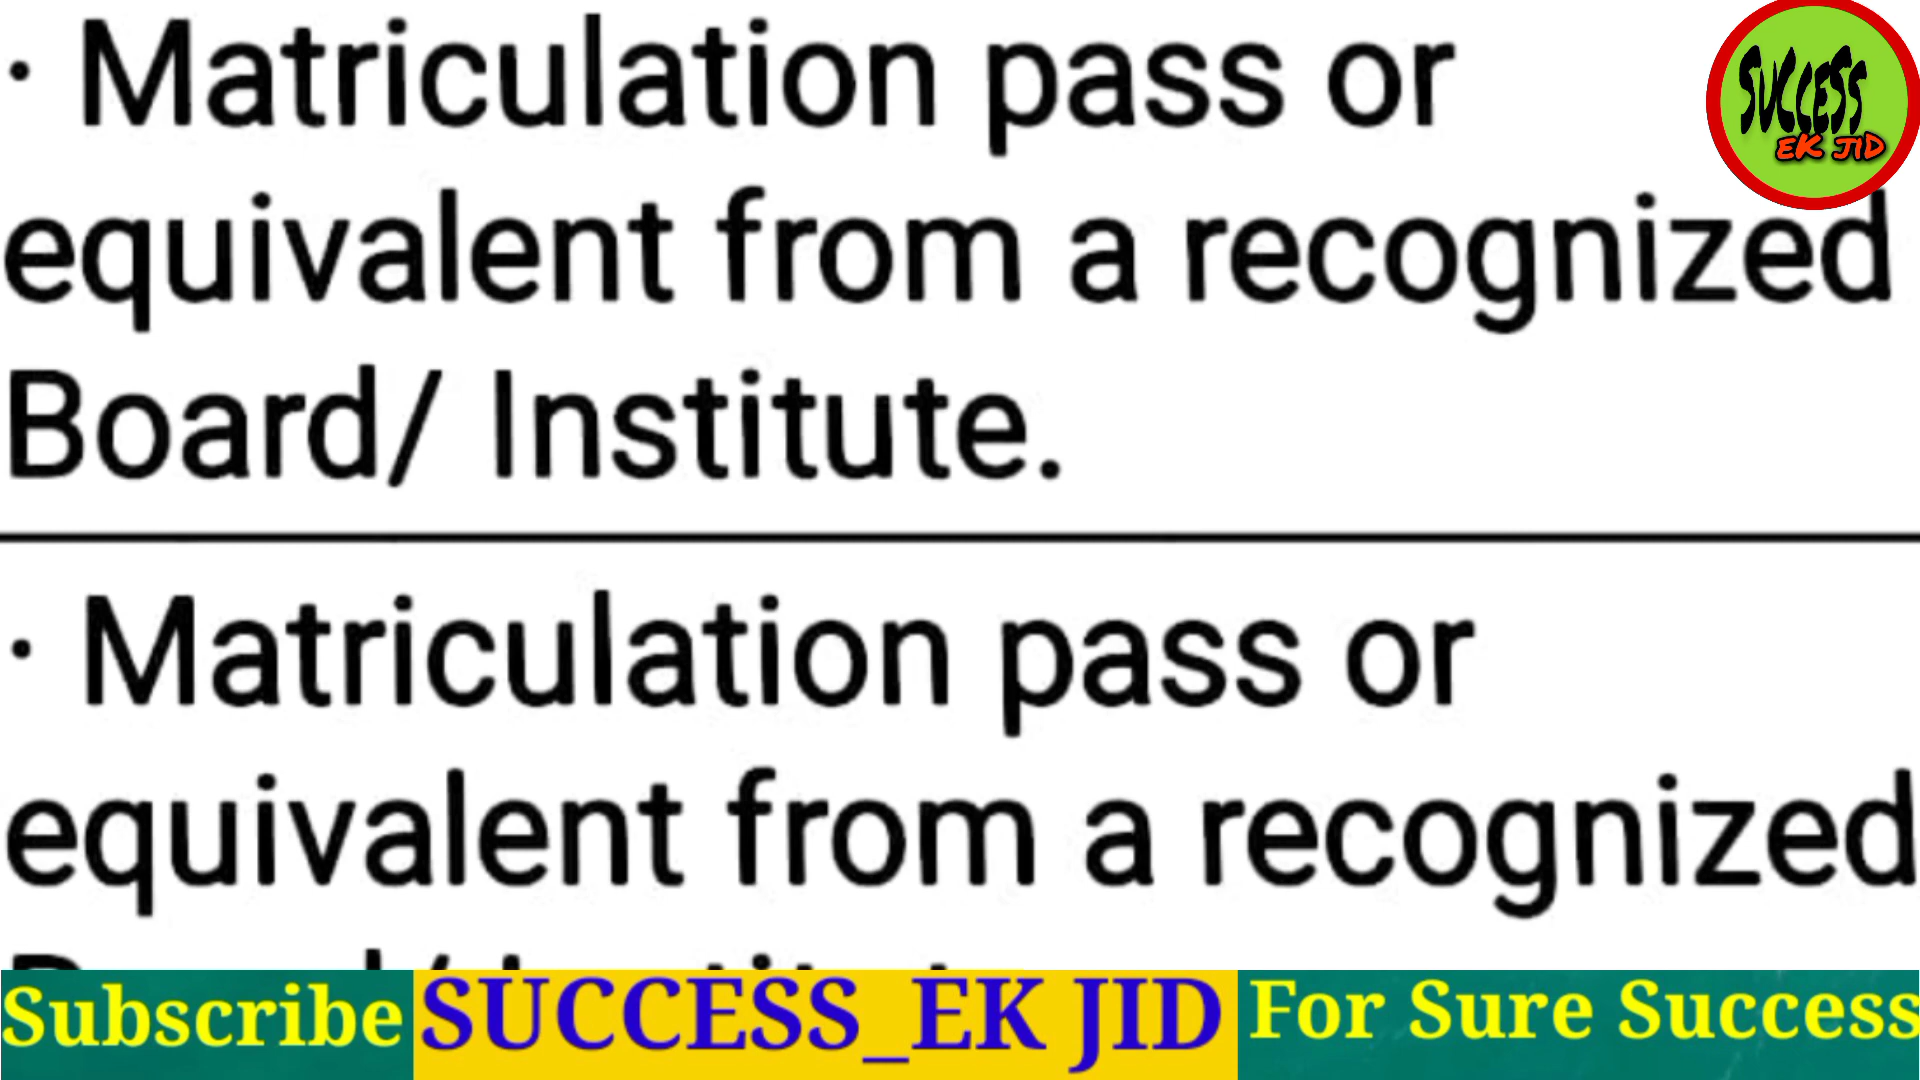 · Matriculation pass or
SUCCESS
EK JID
equivalent from a recognized
Board/ Institute.
· Matriculation pass or
equivalent from a recognized
Subscribe SUCCESS_EK JID For Sure Success